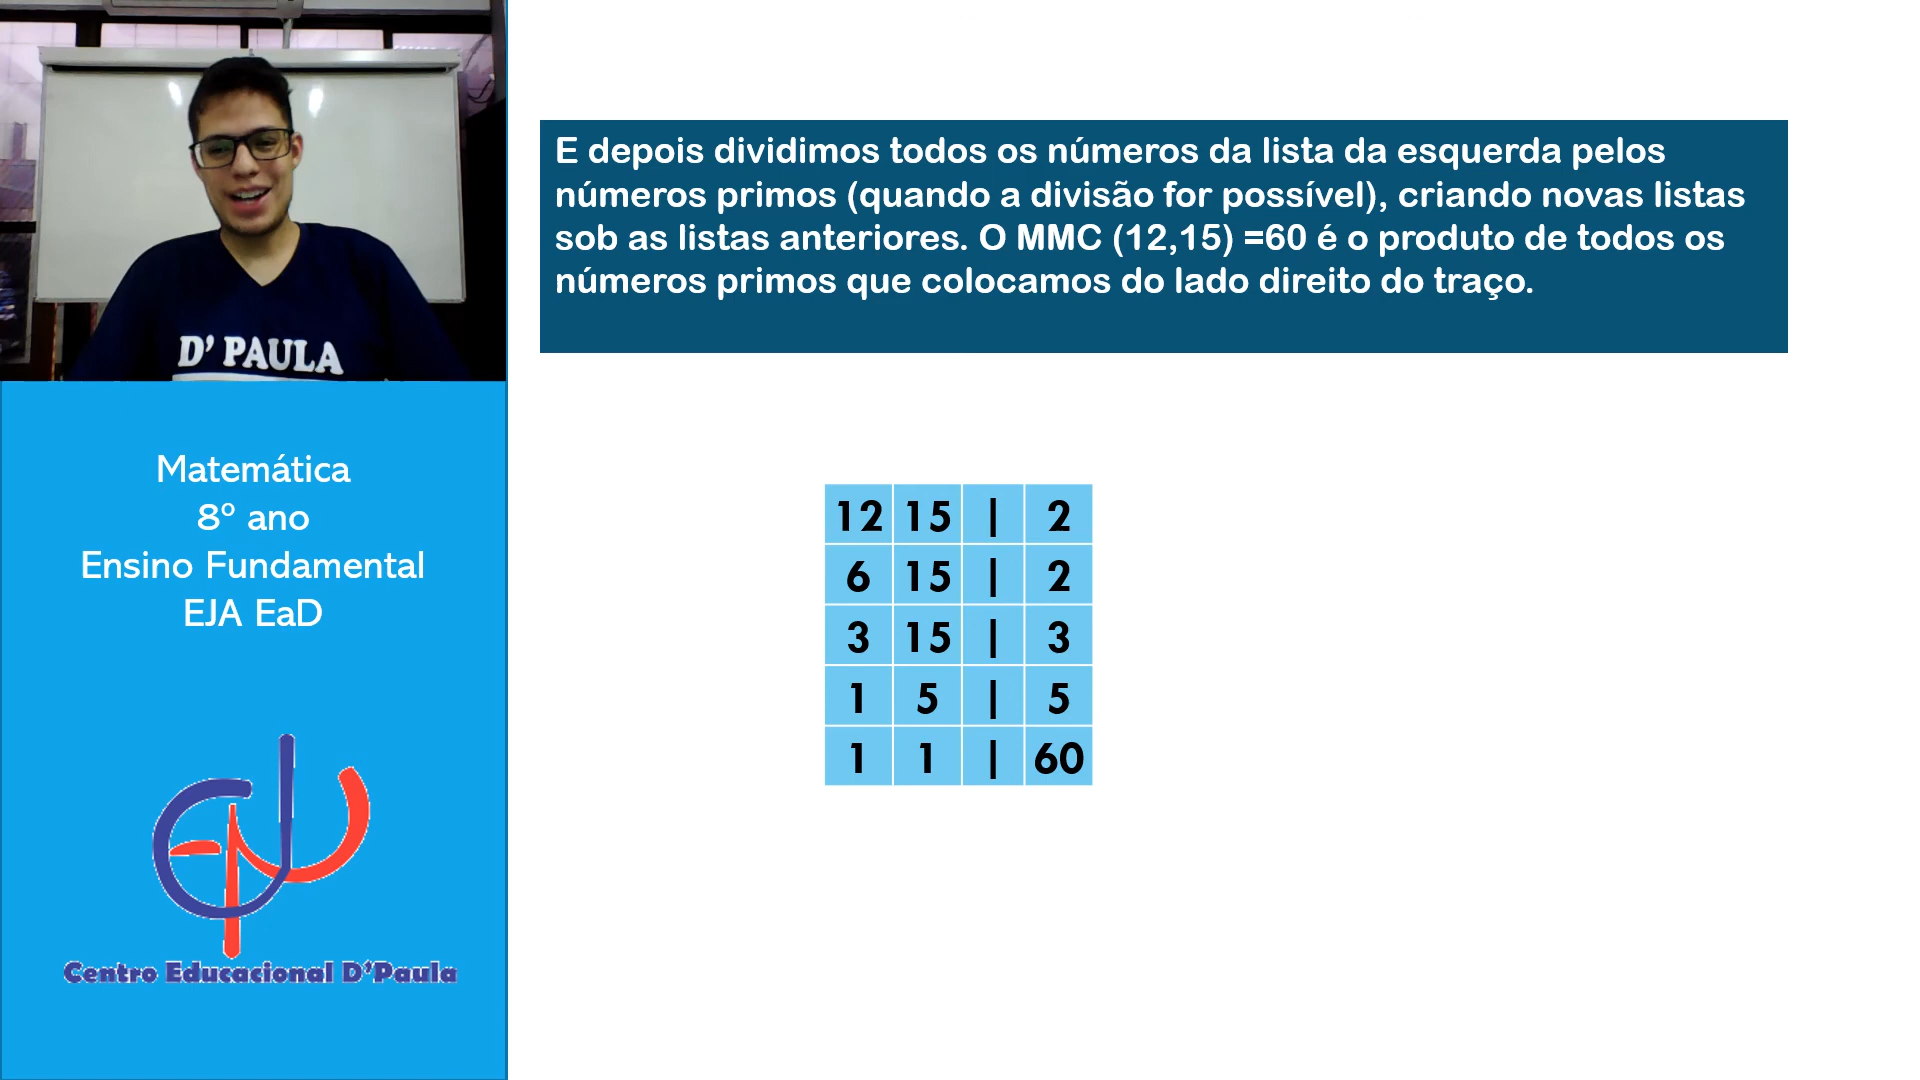 D' PAULA
Matemática
8º ano
Ensino Fundamental
EJA EaD
Centro Educacional D'Paula
E depois dividimos todos os números da lista da esquerda pelos
números primos (quando a divisão for possível), criando novas listas
sob as listas anteriores. O MMC (12,15) =60 é o produto de todos os
números primos que colocamos do lado direito do traço.
12 15 | 2
6 15 | 2
3 15 | 3
1 5 | 5
1 1 | 60